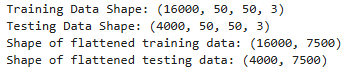 Training Data Shape: (16000, 50, 50, 3)
Testing Data Shape: (4000, 50, 50, 3)
Shape of flattened training data: (16000, 7500)
Shape of flattened testing data: (4000, 7500)